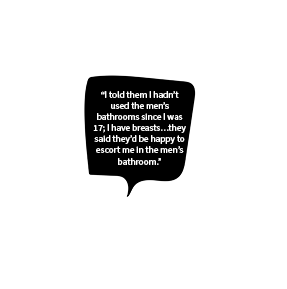 “I told them I hadn’t
used the men’s
bathrooms since I was
17; I have breasts...they
said they’d be happy to
escort me in the men’s
bathroom."